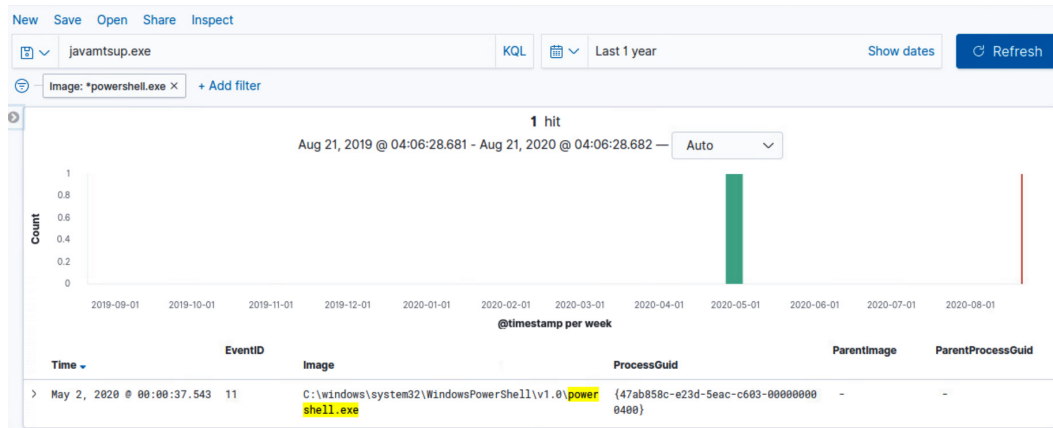 New Save Open Share Inspect
javamtsup.exe KQL Last 1 year Show dates Refresh
Image: *powershell.exe × + Add filter
1 hit
Aug 21, 2019 @ 04:06:28.681 - Aug 21, 2020 @ 04:06:28.682 — Auto
Count
1
0.8
0.6
0.4
0.2
0
2019-09-01 2019-10-01 2019-11-01 2019-12-01 2020-01-01 2020-02-01 2020-03-01 2020-04-01 2020-05-01 2020-06-01 2020-07-01 2020-08-01
@timestamp per week
Time EventID Image ProcessGuid ParentImage ParentProcessGuid
May 2, 2020 @ 00:00:37.543 11 C:\windows\system32\WindowsPowerShell\v1.0\power {47ab858c-e23d-5eac-c603-00000000 - -
shell.exe 0400}